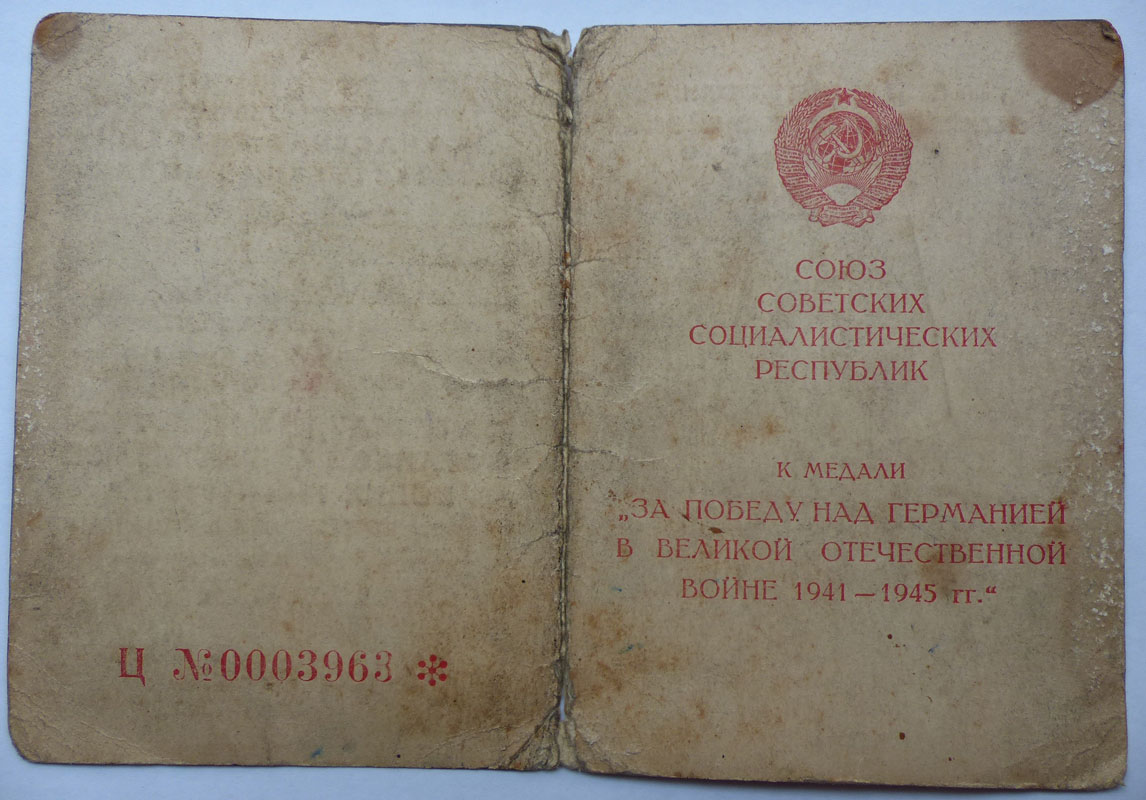 Ц №0003963 *
СОЮЗ
СОВЕТСКИХ
СОЦИАЛИСТИЧЕСКИХ
РЕСПУБЛИК
К МЕДАЛИ
„ЗА ПОБЕДУ НАД ГЕРМАНИЕЙ
В ВЕЛИКОЙ ОТЕЧЕСТВЕННОЙ
ВОЙНЕ 1941—1945 гг.“